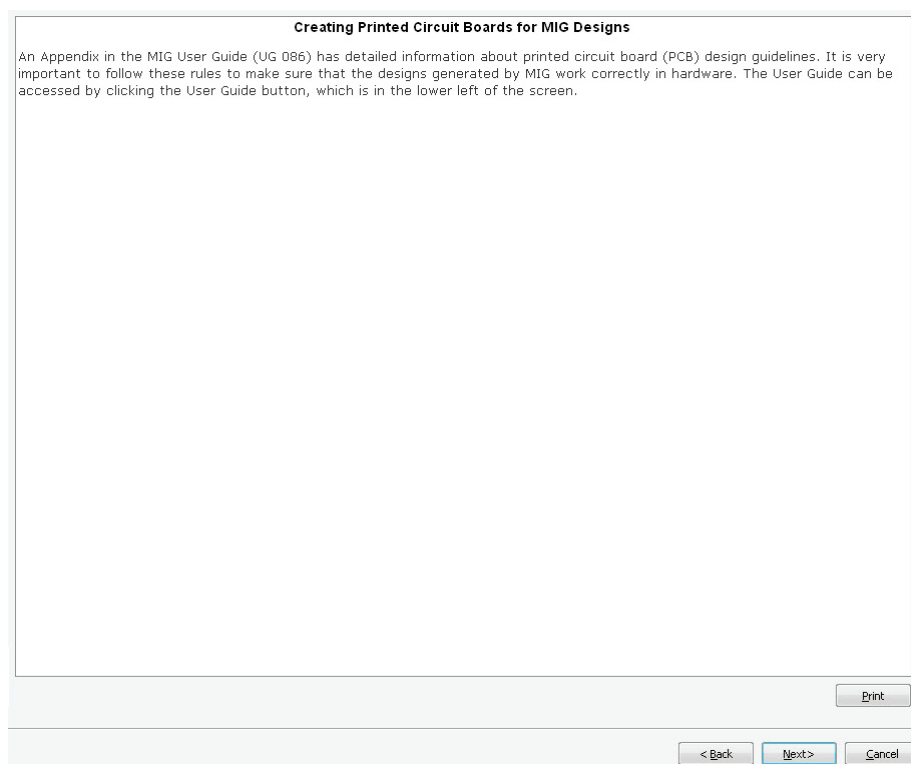 Creating Printed Circuit Boards for MIG Designs
An Appendix in the MIG User Guide (UG 086) has detailed information about printed circuit board (PCB) design guidelines. It is very
important to follow these rules to make sure that the designs generated by MIG work correctly in hardware. The User Guide can be
accessed by clicking the User Guide button, which is in the lower left of the screen.
Print
< Back Next> Cancel